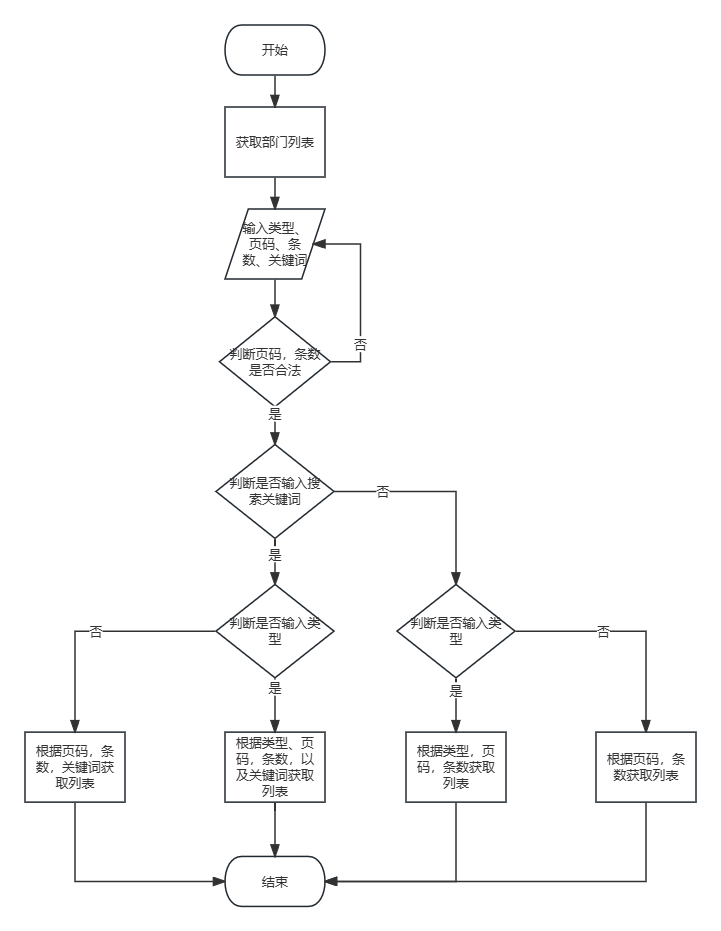 开始
获取部门列表
输入类型、
页码、条
数、关键词
判断页码，条数
是否合法
否
是
判断是否输入搜
索关键词
否
是
判断是否输入类
型
判断是否输入类
型
否
否
是
是
根据页码，条
数，关键词获
取列表
根据类型、页
码，条数，以
及关键词获取
列表
根据类型，页
码，条数获取
列表
根据页码，条
数获取列表
结束